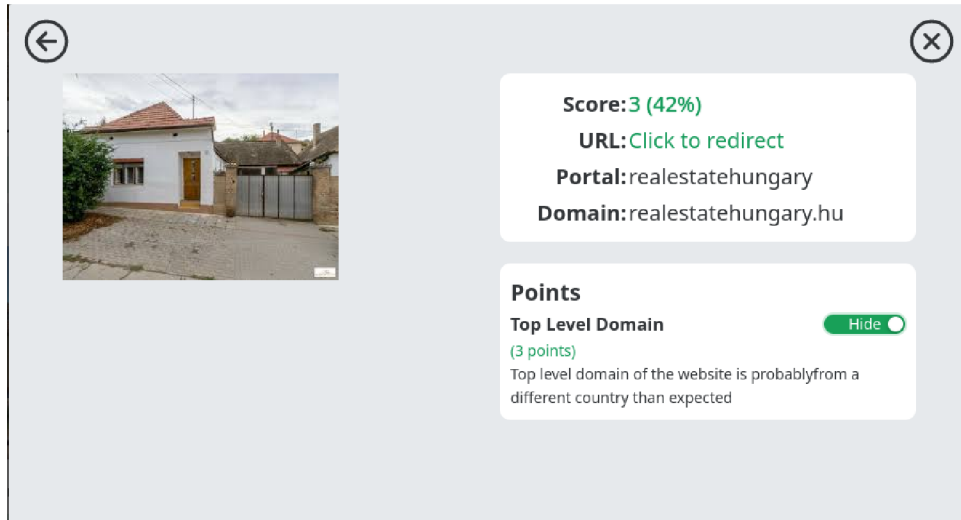 Score: 3 (42%)
URL: Click to redirect
Portal: realestatehungary
Domain: realestatehungary.hu
Points
Top Level Domain
Hide
(3 points)
Top level domain of the website is probablyfrom a
different country than expected